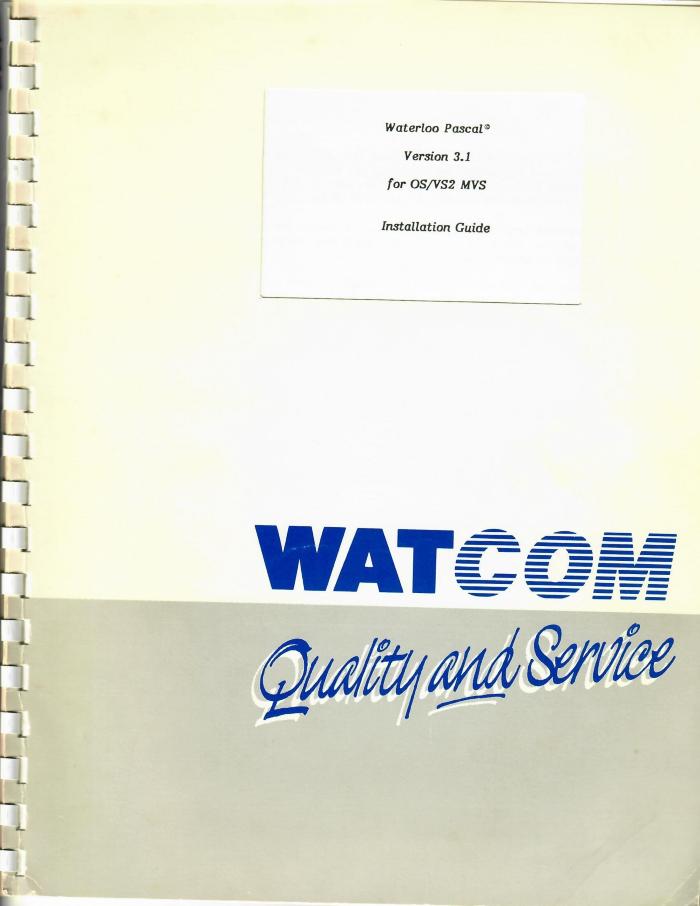 Waterloo Pascal©
Version 3.1
for OS/VS2 MVS
Installation Guide
WATCOM
Quality and Service